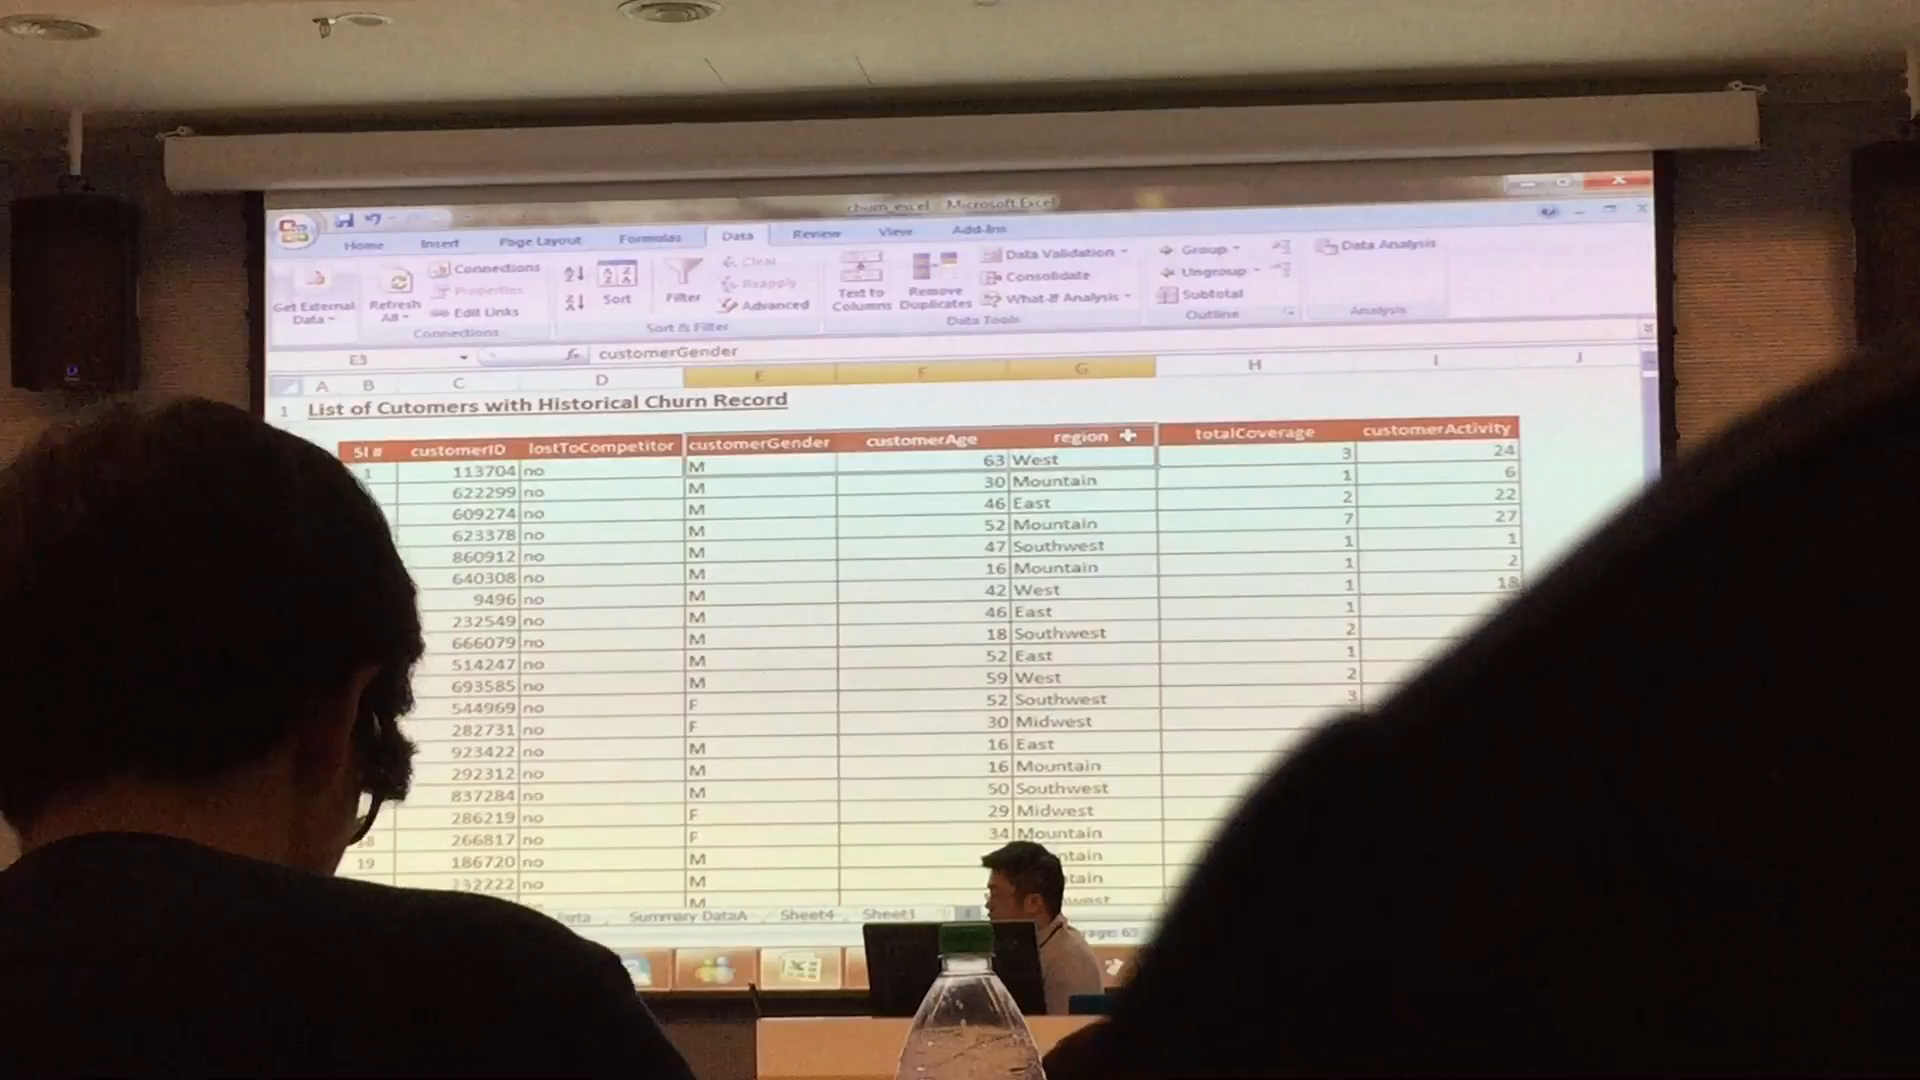 churn_excel - Microsoft Excel
Home Insert Page Layout Formulas Data Review View Add-Ins
Get External Data Refresh All Connections Properties Edit Links Sort Filter Clear Reapply Advanced Text to Columns Remove Duplicates Data Validation Consolidate What-If Analysis Group Ungroup Subtotal Data Analysis
Connections Sort & Filter Data Tools Outline Analysis
E3 fx customerGender
A B C D E F G H I J
1 List of Cutomers with Historical Churn Record
Sl # customerID lostToCompetitor customerGender customerAge region totalCoverage customerActivity
1 113704 no M 63 West 3 24
622299 no M 30 Mountain 1 6
609274 no M 46 East 2 22
623378 no M 52 Mountain 7 27
860912 no M 47 Southwest 1 1
640308 no M 16 Mountain 1 2
9496 no M 42 West 1 18
232549 no M 46 East 1
666079 no M 18 Southwest 2
514247 no M 52 East 1
693585 no M 59 West 2
544969 no F 52 Southwest 3
282731 no F 30 Midwest
923422 no M 16 East
292312 no M 16 Mountain
837284 no M 50 Southwest
286219 no F 29 Midwest
266817 no F 34 Mountain
19 186720 no M
no M
M
Summary DataA Sheet4 Sheet1